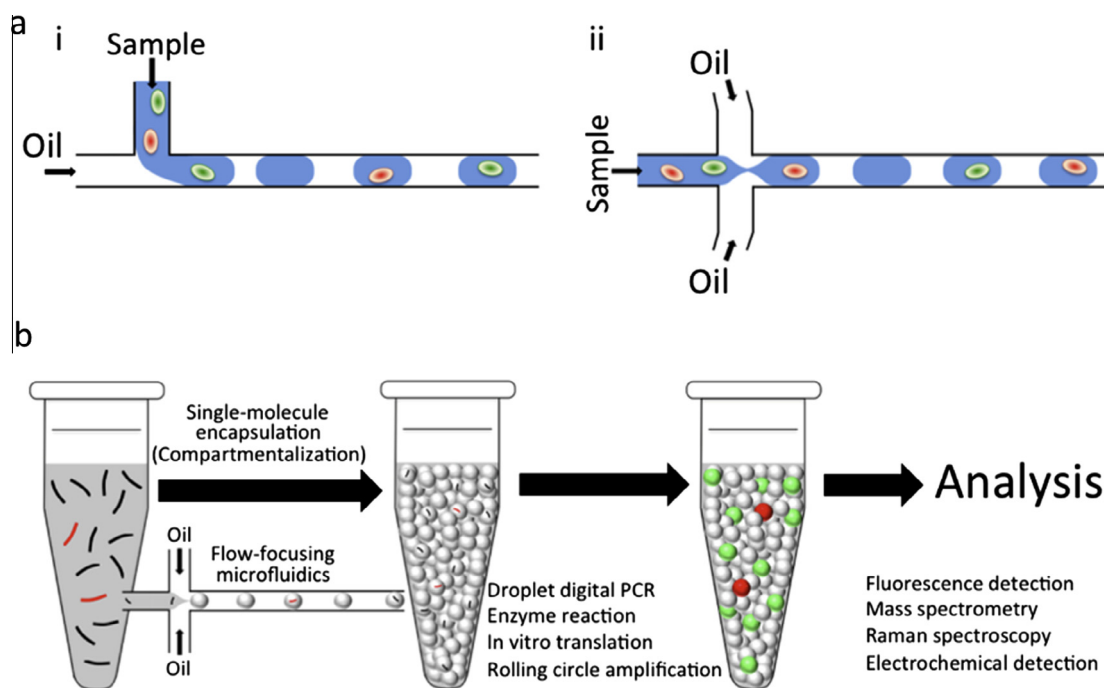 a
i
Sample
Oil
ii
Oil
Sample
Oil
b
Single-molecule
encapsulation
(Compartmentalization)
Oil
Flow-focusing
microfluidics
Oil
Droplet digital PCR
Enzyme reaction
In vitro translation
Rolling circle amplification
Analysis
Fluorescence detection
Mass spectrometry
Raman spectroscopy
Electrochemical detection